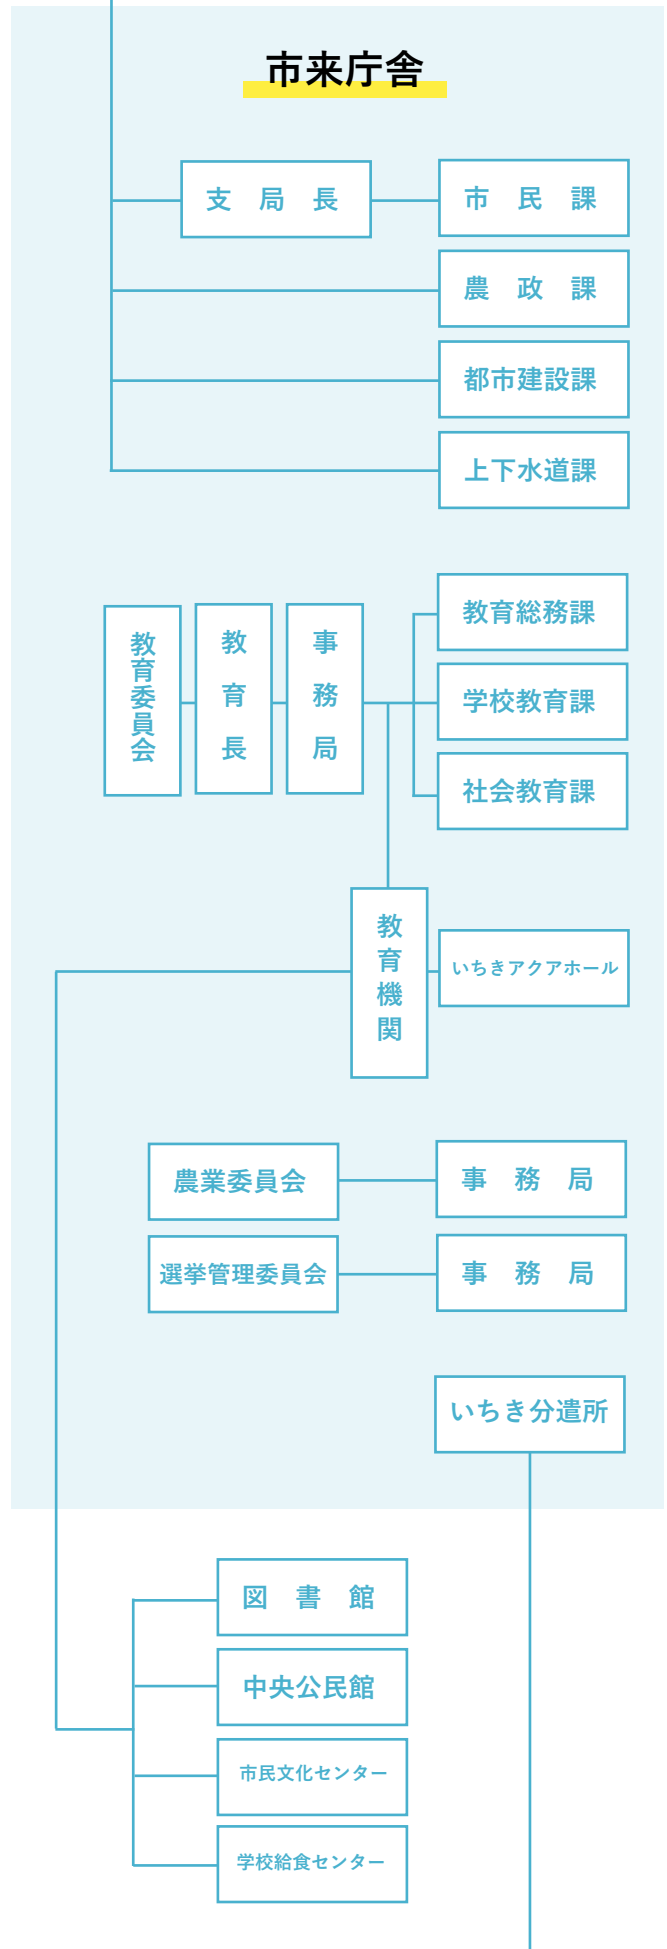 市来庁舎
支　局　長
市　民　課
農　政　課
都市建設課
上下水道課
教育委員会
教育長
事務局
教育総務課
学校教育課
社会教育課
教育機関
いちきアクアホール
農業委員会
事　務　局
選挙管理委員会
事　務　局
いちき分遣所
図　書　館
中央公民館
市民文化センター
学校給食センター